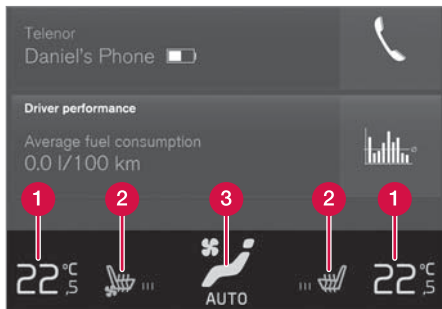 Telenor
Daniel's Phone
Driver performance
Average fuel consumption
0.0 l/100 km
1 2 3 2 1
22,5 °C 22,5 °C
AUTO